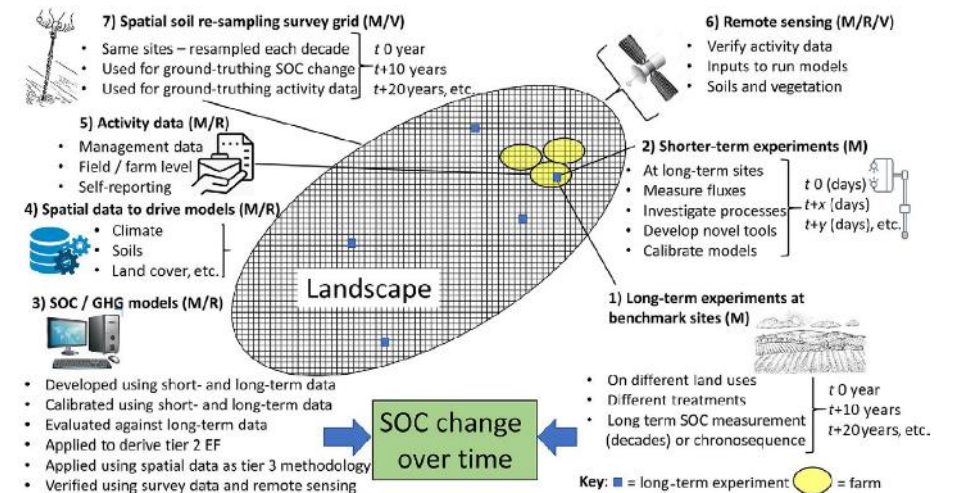 7) Spatial soil re-sampling survey grid (M/V)
• Same sites – resampled each decade
• Used for ground-truthing SOC change
• Used for ground-truthing activity data
t 0 year
t+10 years
t+20years, etc.
6) Remote sensing (M/R/V)
• Verify activity data
• Inputs to run models
• Soils and vegetation
5) Activity data (M/R)
• Management data
• Field / farm level
• Self-reporting
2) Shorter-term experiments (M)
• At long-term sites
• Measure fluxes
• Investigate processes
• Develop novel tools
• Calibrate models
t 0 (days)
t+x (days)
t+y (days), etc.
4) Spatial data to drive models (M/R)
• Climate
• Soils
• Land cover, etc.
Landscape
3) SOC / GHG models (M/R)
• Developed using short- and long-term data
• Calibrated using short- and long-term data
• Evaluated against long-term data
• Applied to derive tier 2 EF
• Applied using spatial data as tier 3 methodology
• Verified using survey data and remote sensing
1) Long-term experiments at
benchmark sites (M)
• On different land uses
• Different treatments
• Long term SOC measurement
(decades) or chronosequence
t 0 year
t+10 years
t+20years, etc.
SOC change
over time
Key: = long-term experiment = farm